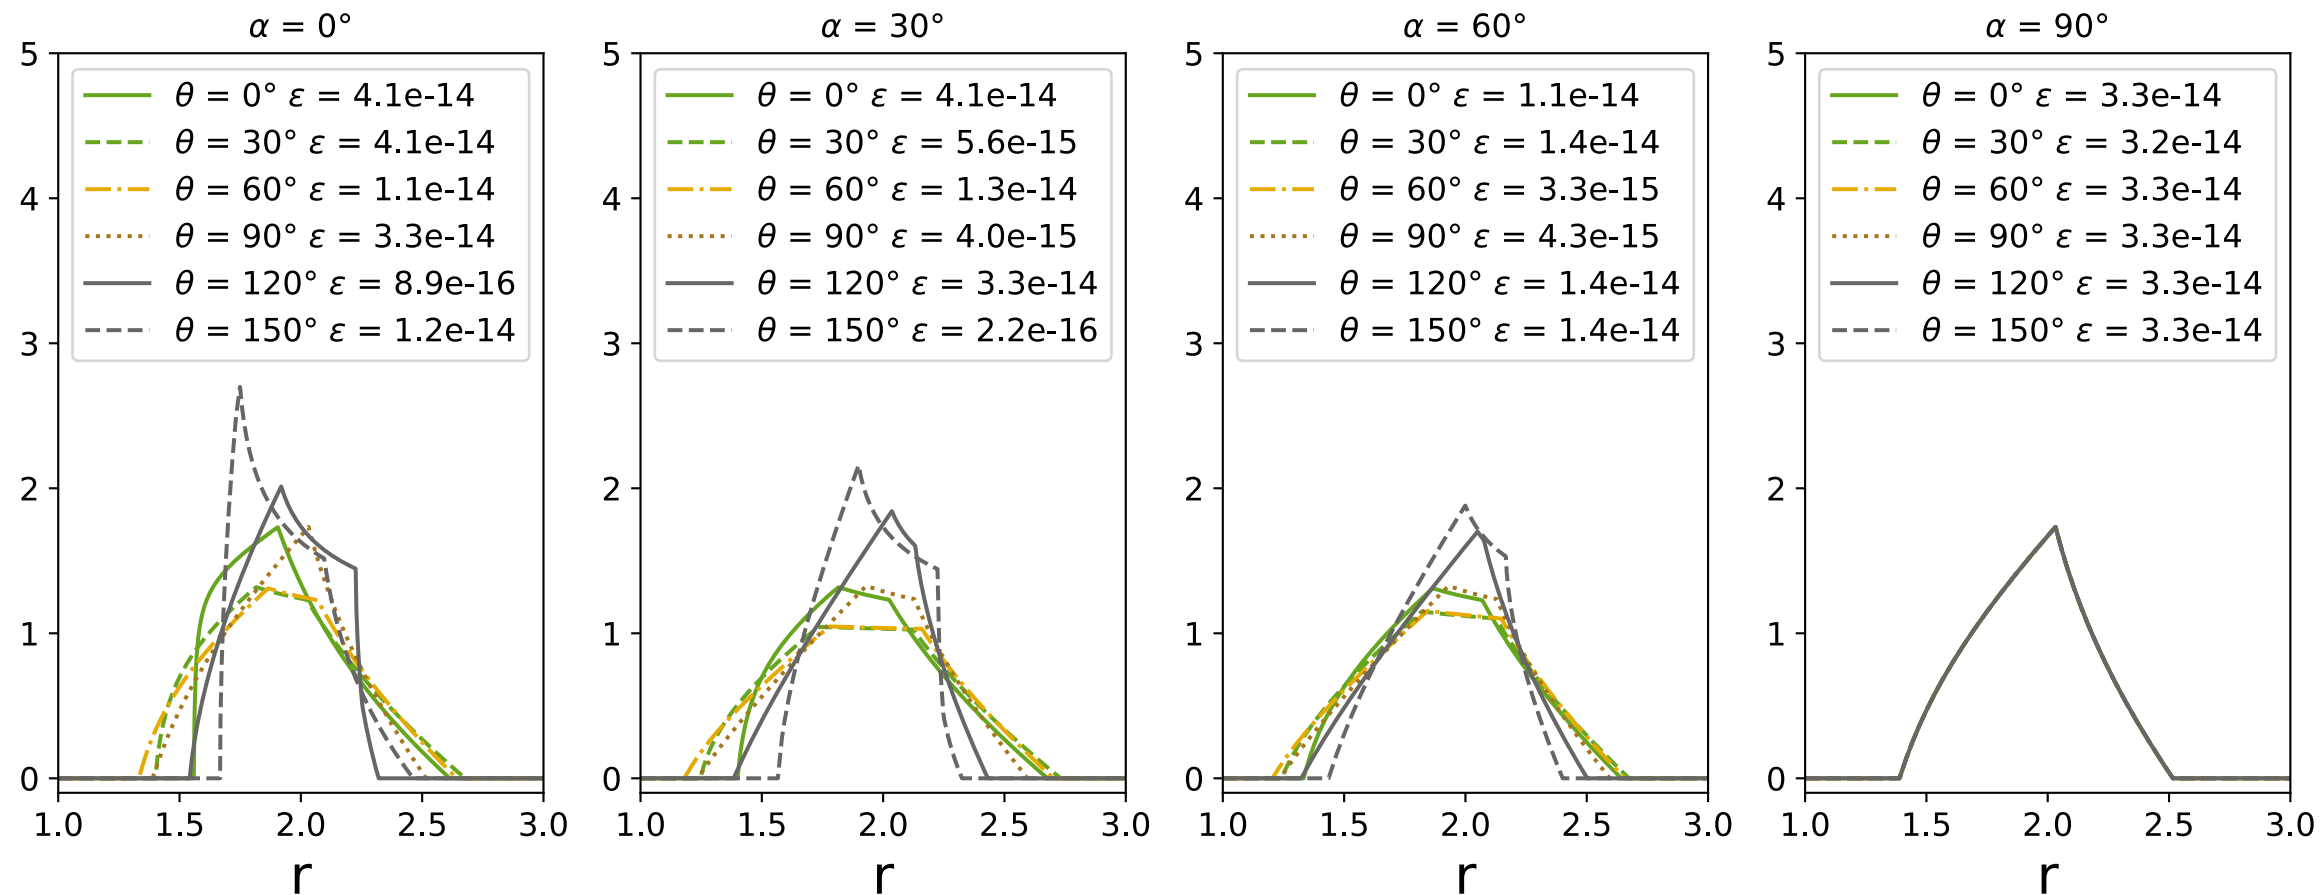 α = 0°
5
4
3
2
1
0
θ = 0° ε = 4.1e-14
θ = 30° ε = 4.1e-14
θ = 60° ε = 1.1e-14
θ = 90° ε = 3.3e-14
θ = 120° ε = 8.9e-16
θ = 150° ε = 1.2e-14
1.0 1.5 2.0 2.5 3.0
r
α = 30°
5
4
3
2
1
0
θ = 0° ε = 4.1e-14
θ = 30° ε = 5.6e-15
θ = 60° ε = 1.3e-14
θ = 90° ε = 4.0e-15
θ = 120° ε = 3.3e-14
θ = 150° ε = 2.2e-16
1.0 1.5 2.0 2.5 3.0
r
α = 60°
5
4
3
2
1
0
θ = 0° ε = 1.1e-14
θ = 30° ε = 1.4e-14
θ = 60° ε = 3.3e-15
θ = 90° ε = 4.3e-15
θ = 120° ε = 1.4e-14
θ = 150° ε = 1.4e-14
1.0 1.5 2.0 2.5 3.0
r
α = 90°
5
4
3
2
1
0
θ = 0° ε = 3.3e-14
θ = 30° ε = 3.2e-14
θ = 60° ε = 3.3e-14
θ = 90° ε = 3.3e-14
θ = 120° ε = 3.3e-14
θ = 150° ε = 3.3e-14
1.0 1.5 2.0 2.5 3.0
r